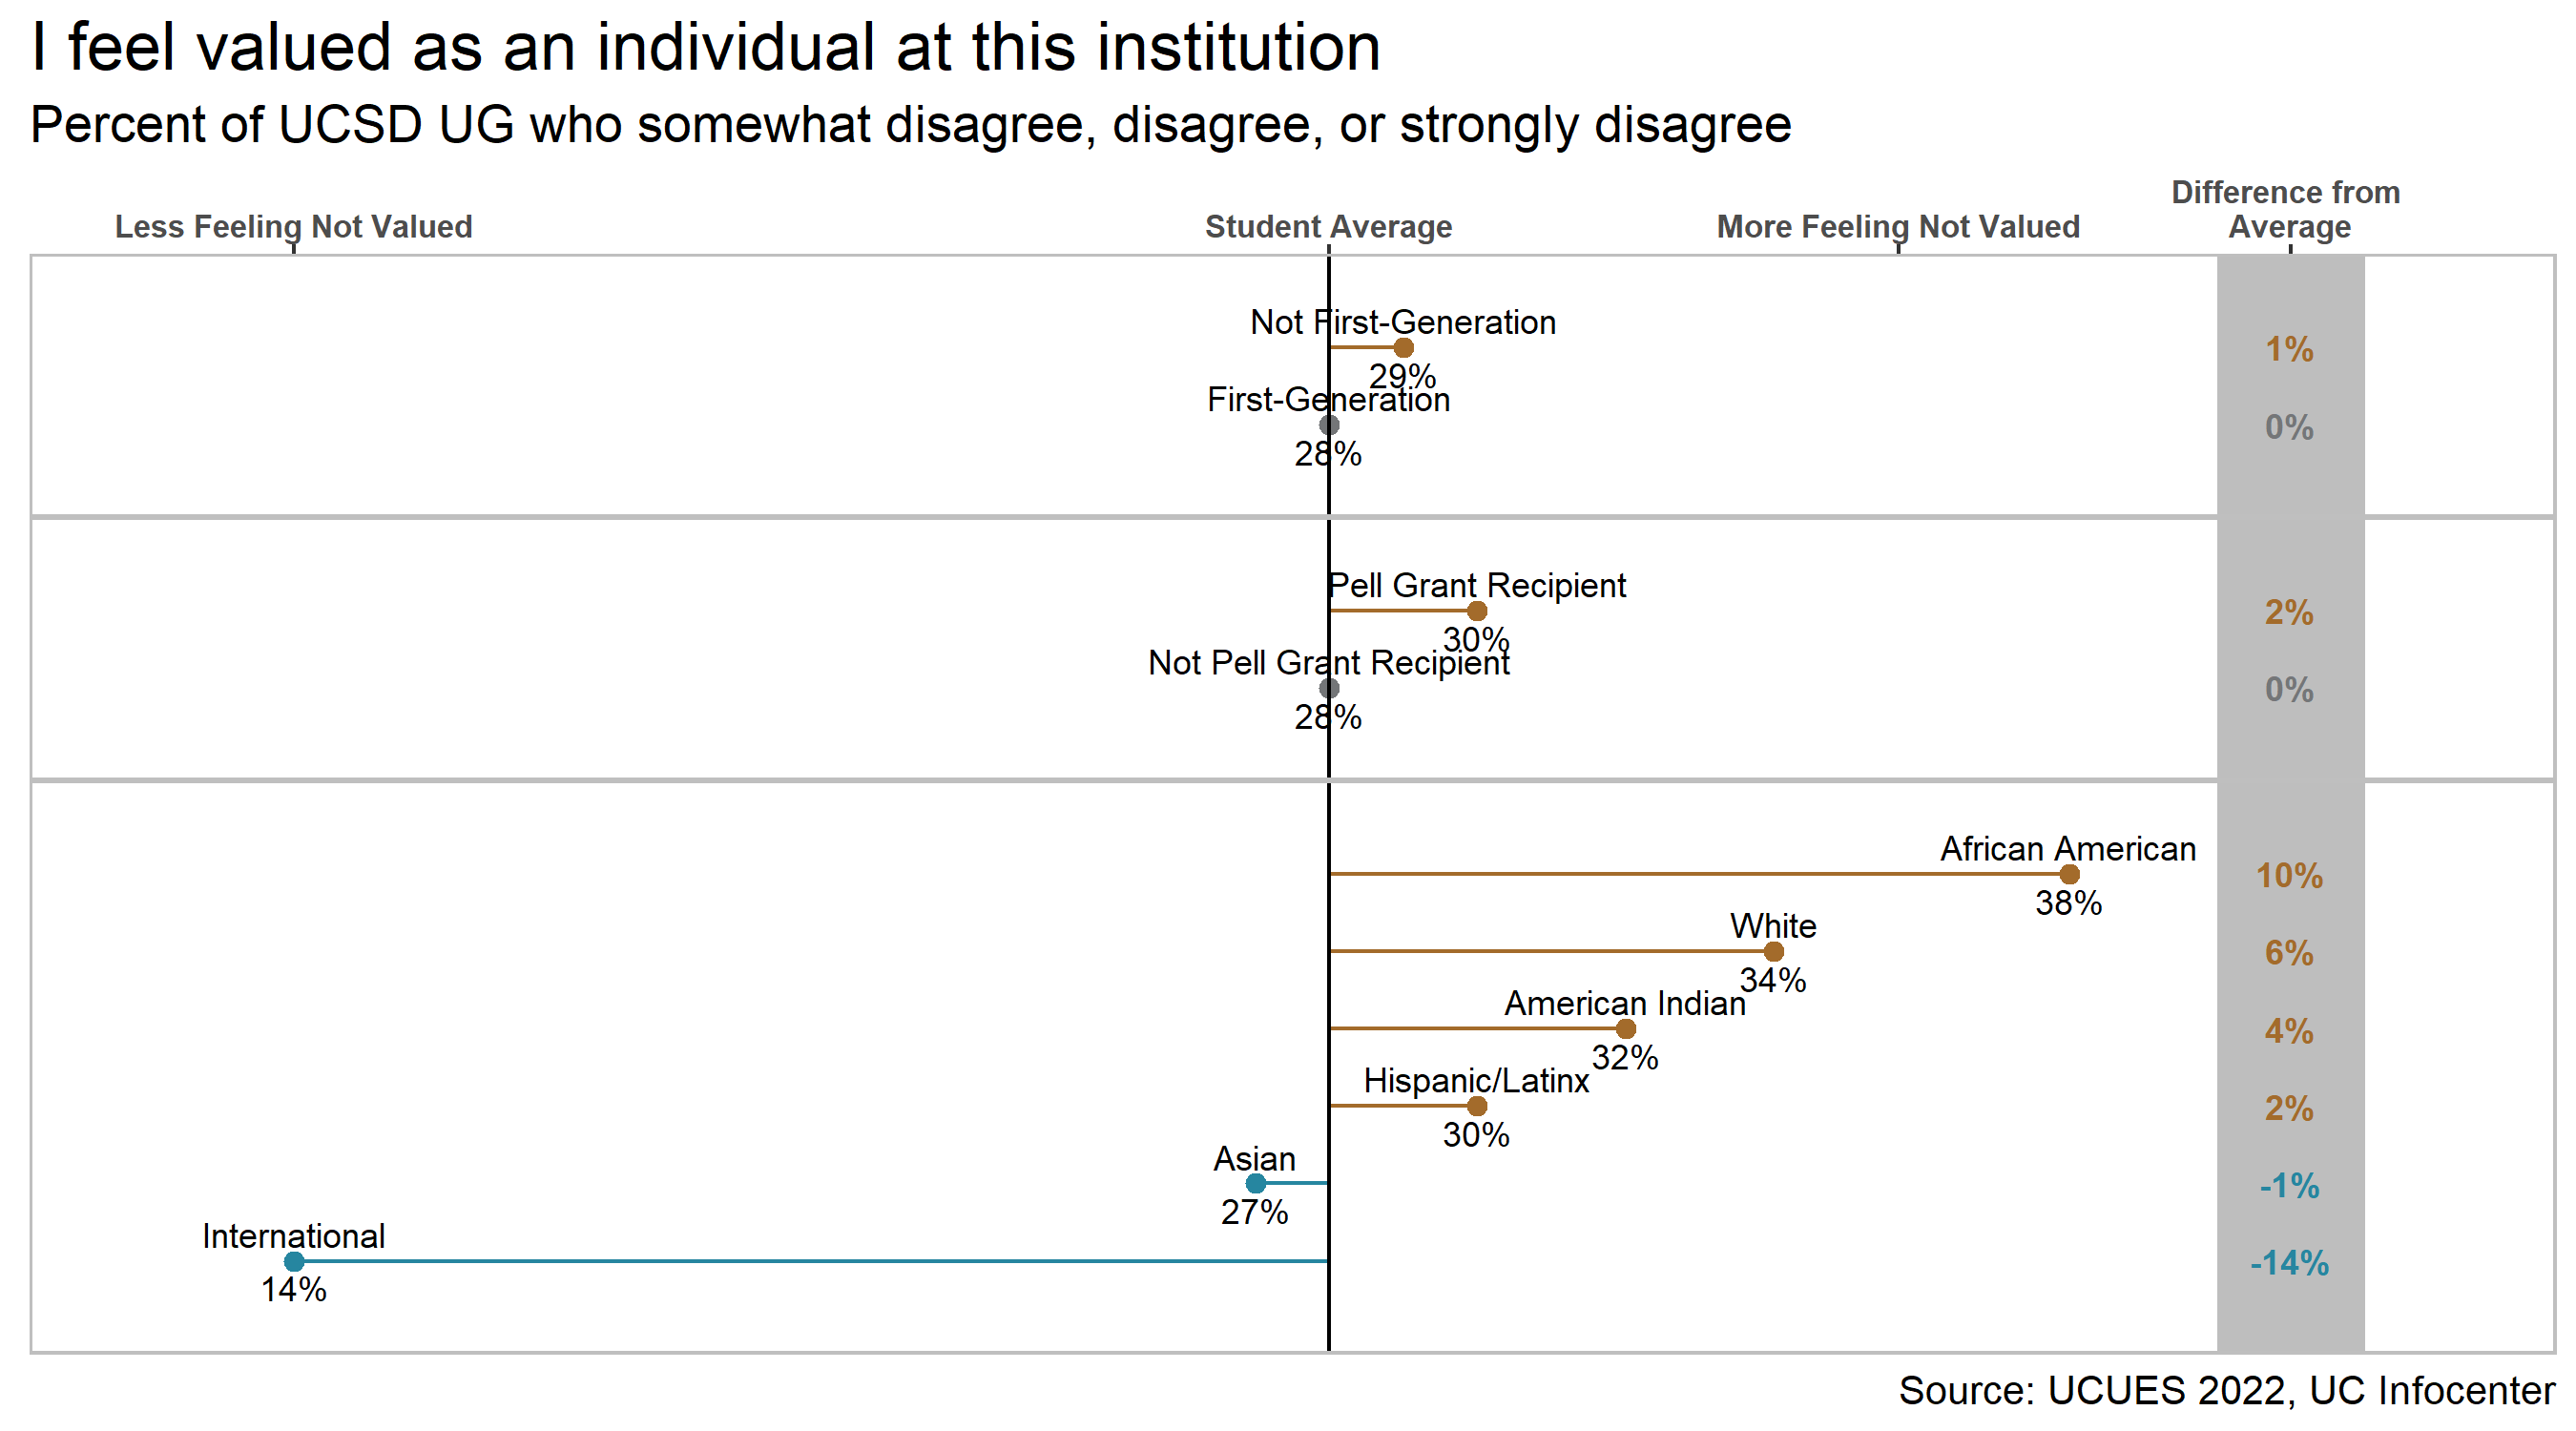 I feel valued as an individual at this institution
Percent of UCSD UG who somewhat disagree, disagree, or strongly disagree
Less Feeling Not Valued
Student Average
More Feeling Not Valued
Difference from
Average
Not First-Generation
29%
1%
First-Generation
28%
0%
Pell Grant Recipient
30%
2%
Not Pell Grant Recipient
28%
0%
African American
38%
10%
White
34%
6%
American Indian
32%
4%
Hispanic/Latinx
30%
2%
Asian
27%
-1%
International
14%
-14%
Source: UCUES 2022, UC Infocenter